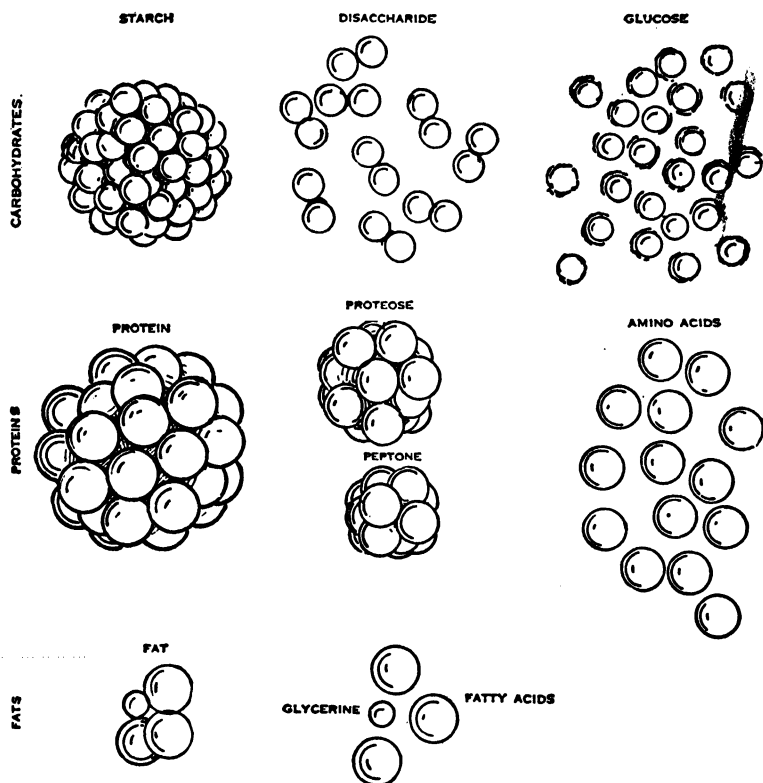 STARCH
DISACCHARIDE
GLUCOSE
CARBOHYDRATES.
PROTEIN
PROTEOSE
AMINO ACIDS
PROTEINS
PEPTONE
FAT
FATS
GLYCERINE
FATTY ACIDS